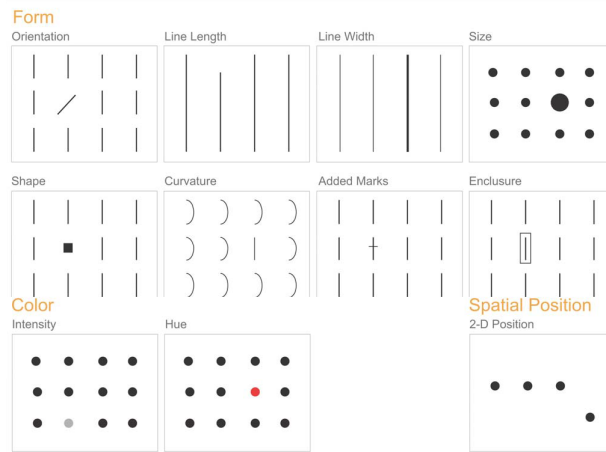 Form
Orientation
Line Length
Line Width
Size
Shape
Curvature
Added Marks
Enclusure
Color
Spatial Position
Intensity
Hue
2-D Position